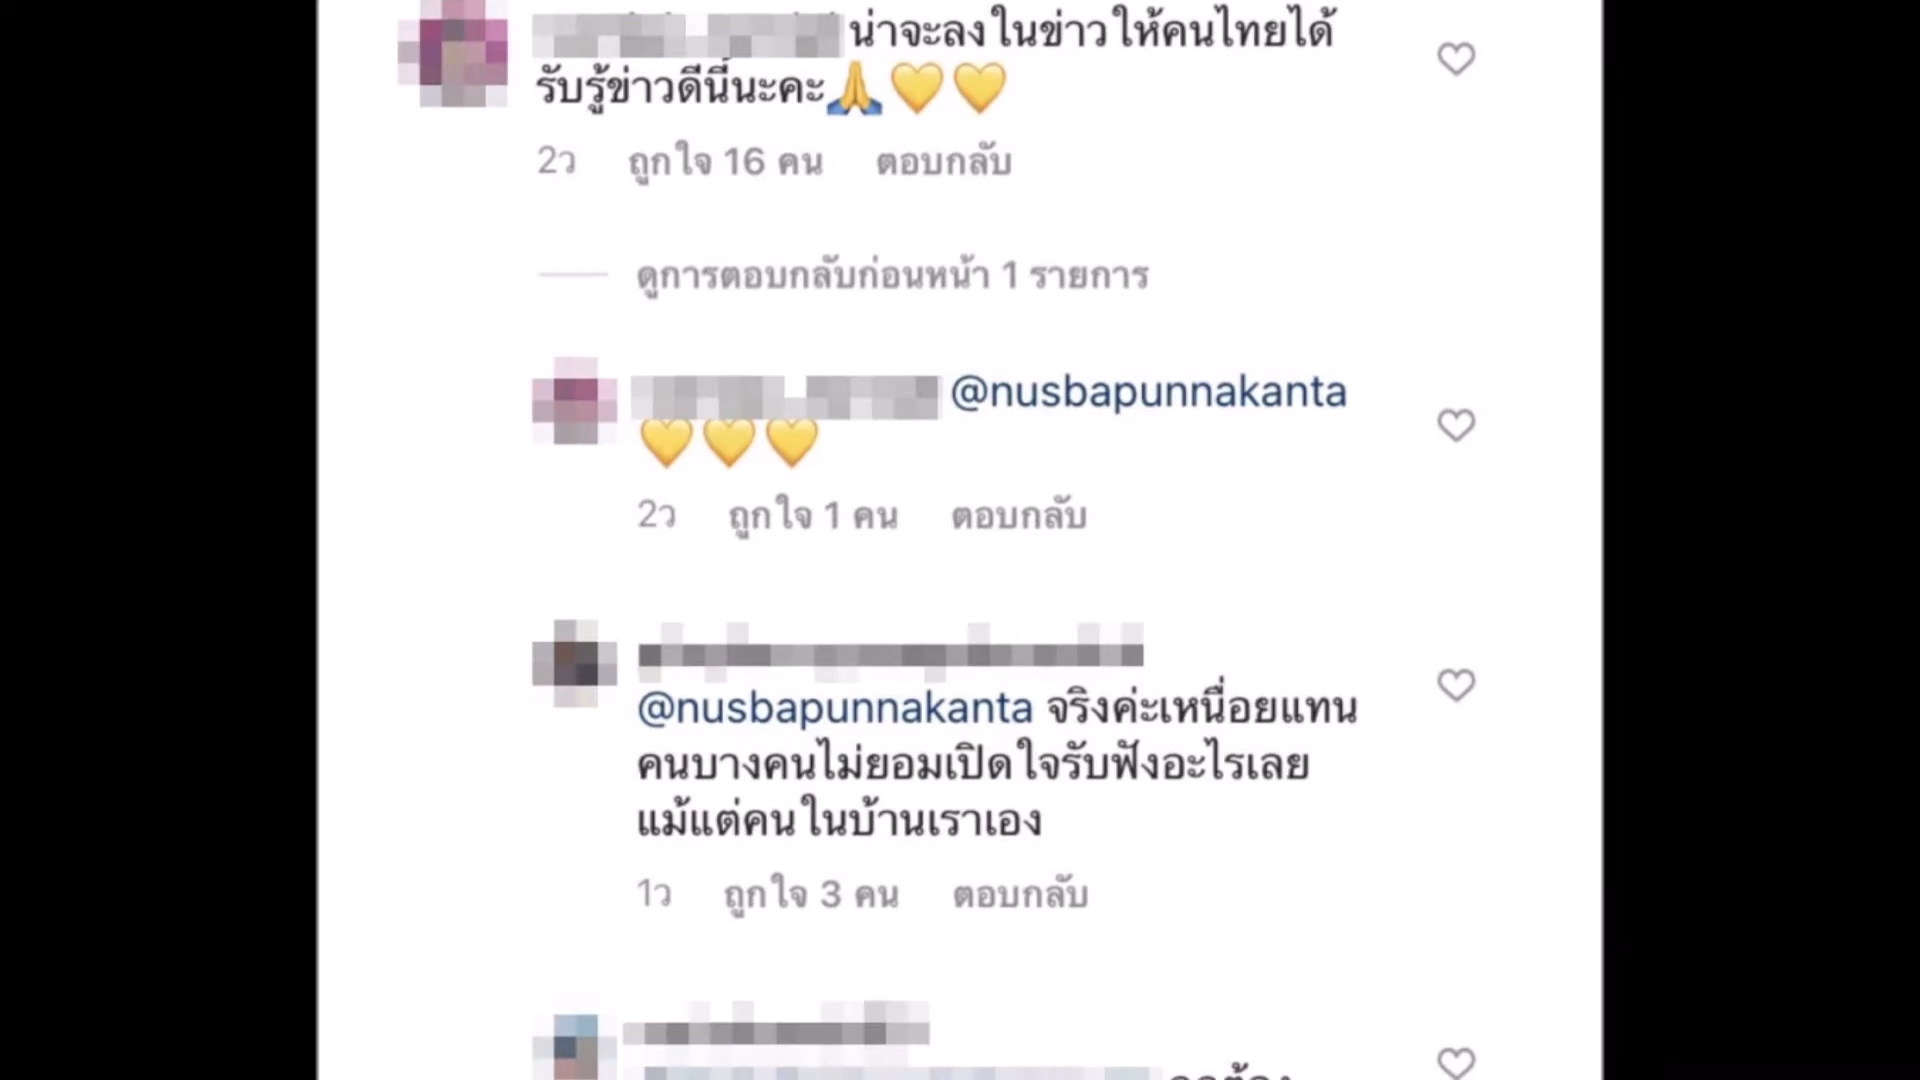 น่าจะลงในข่าวให้คนไทยได้
รับรู้ข่าวดีนี้นะคะ🙏💛💛
2ว ถูกใจ 16 คน ตอบกลับ
ดูการตอบกลับก่อนหน้า 1 รายการ
@nusbapunnakanta
💛💛💛
2ว ถูกใจ 1 คน ตอบกลับ
@nusbapunnakanta จริงค่ะเหนื่อยแทน
คนบางคนไม่ยอมเปิดใจรับฟังอะไรเลย
แม้แต่คนในบ้านเราเอง
1ว ถูกใจ 3 คน ตอบกลับ